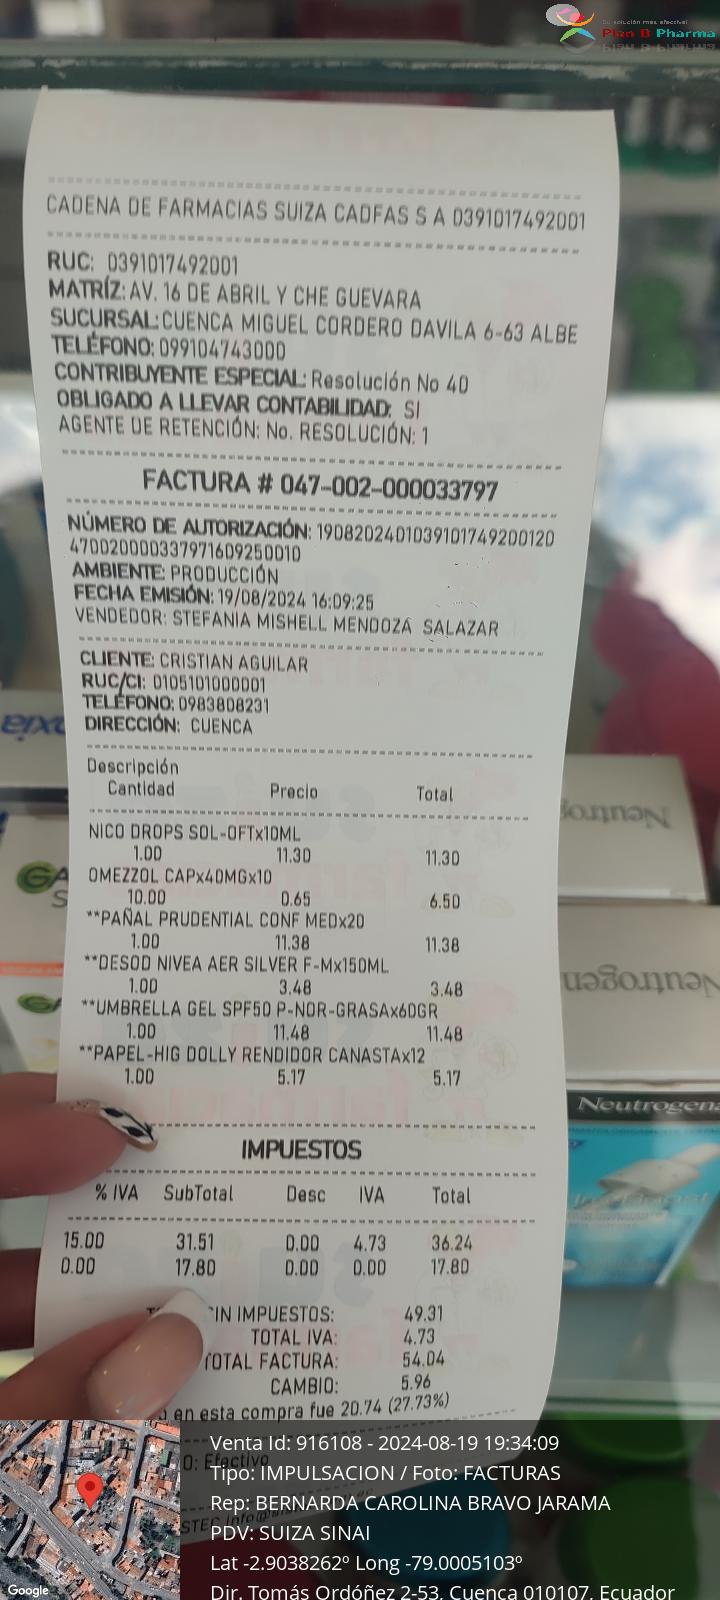 Su solución más efectiva!
Plan B Pharma
CADENA DE FARMACIAS SUIZA CADFAS S A 0391017492001
RUC: 0391017492001
MATRÍZ: AV. 16 DE ABRIL Y CHE GUEVARA
SUCURSAL: CUENCA MIGUEL CORDERO DAVILA 6-63 ALBE
TELÉFONO: 099104743000
CONTRIBUYENTE ESPECIAL: Resolución No 40
OBLIGADO A LLEVAR CONTABILIDAD: SI
AGENTE DE RETENCIÓN: No. RESOLUCIÓN: 1
FACTURA # 047-002-000033797
NÚMERO DE AUTORIZACIÓN: 1908202401039101749200120
470020000337971609250010
AMBIENTE: PRODUCCIÓN
FECHA EMISIÓN: 19/08/2024 16:09:25
VENDEDOR: STEFANIA MISHELL MENDOZA SALAZAR
CLIENTE: CRISTIAN AGUILAR
RUC/CI: 0105101000001
TELÉFONO: 0983808231
DIRECCIÓN: CUENCA
Descripción
Cantidad Precio Total
NICO DROPS SOL-OFTx10ML
1.00 11.30 11.30
OMEZZOL CAPx40MGx10
10.00 0.65 6.50
**PAÑAL PRUDENTIAL CONF MEDx20
1.00 11.38 11.38
**DESOD NIVEA AER SILVER F-Mx150ML
1.00 3.48 3.48
**UMBRELLA GEL SPF50 P-NOR-GRASAx60GR
1.00 11.48 11.48
**PAPEL-HIG DOLLY RENDIDOR CANASTAx12
1.00 5.17 5.17
IMPUESTOS
% IVA SubTotal Desc IVA Total
15.00 31.51 0.00 4.73 36.24
0.00 17.80 0.00 0.00 17.80
SIN IMPUESTOS: 49.31
TOTAL IVA: 4.73
TOTAL FACTURA: 54.04
CAMBIO: 5.96
en esta compra fue 20.74 (27.73%)
O: Efectivo
Neutrogen
Neutrogen
Neutrogena
Venta Id: 916108 - 2024-08-19 19:34:09
Tipo: IMPULSACION / Foto: FACTURAS
Rep: BERNARDA CAROLINA BRAVO JARAMA
PDV: SUIZA SINAI
Lat -2.9038262º Long -79.0005103º
Dir. Tomás Ordóñez 2-53, Cuenca 010107, Ecuador
Google